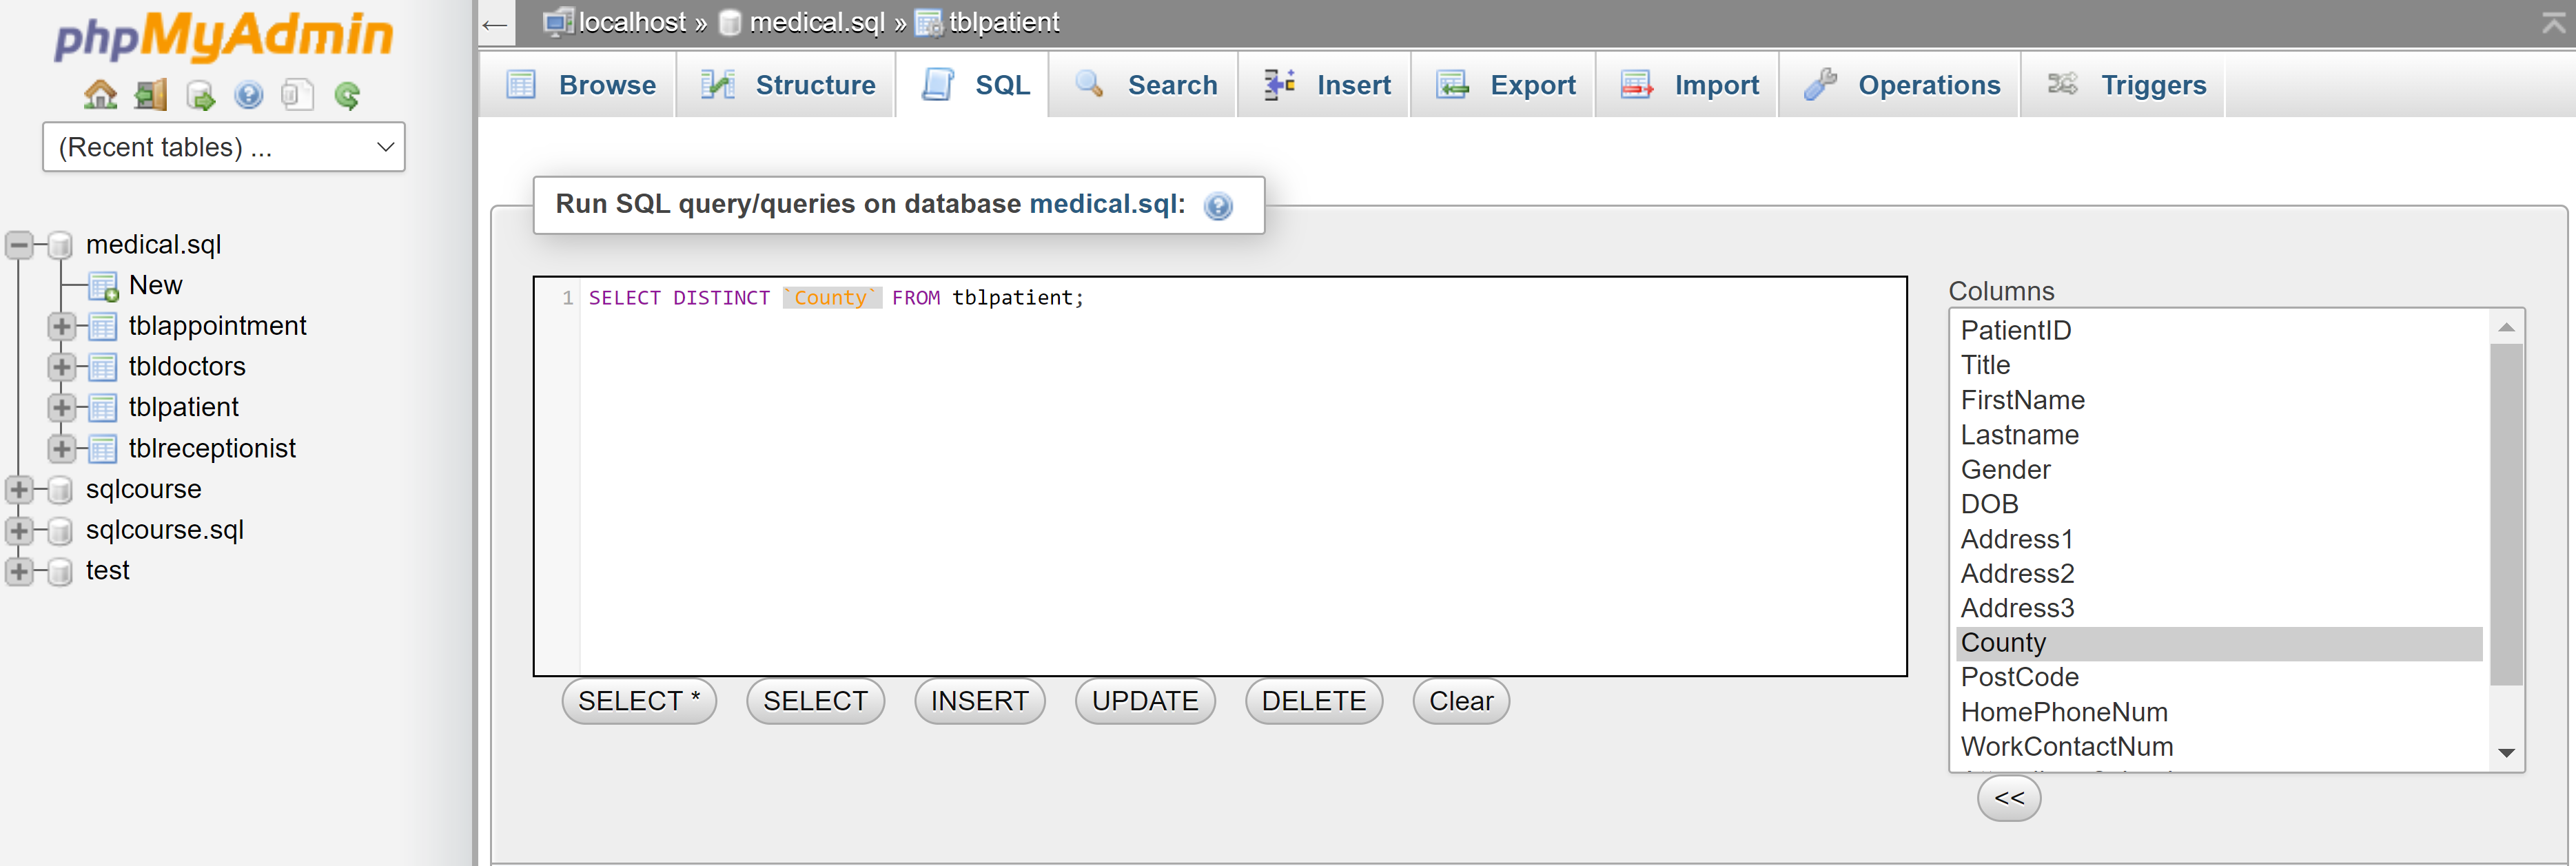 phpMyAdmin
(Recent tables) ...
medical.sql
New
tblappointment
tbldoctors
tblpatient
tblreceptionist
sqlcourse
sqlcourse.sql
test
← localhost » medical.sql » tblpatient
Browse Structure SQL Search Insert Export Import Operations Triggers
Run SQL query/queries on database medical.sql:
1 SELECT DISTINCT `County` FROM tblpatient;
SELECT * SELECT INSERT UPDATE DELETE Clear
Columns
PatientID
Title
FirstName
Lastname
Gender
DOB
Address1
Address2
Address3
County
PostCode
HomePhoneNum
WorkContactNum
<<